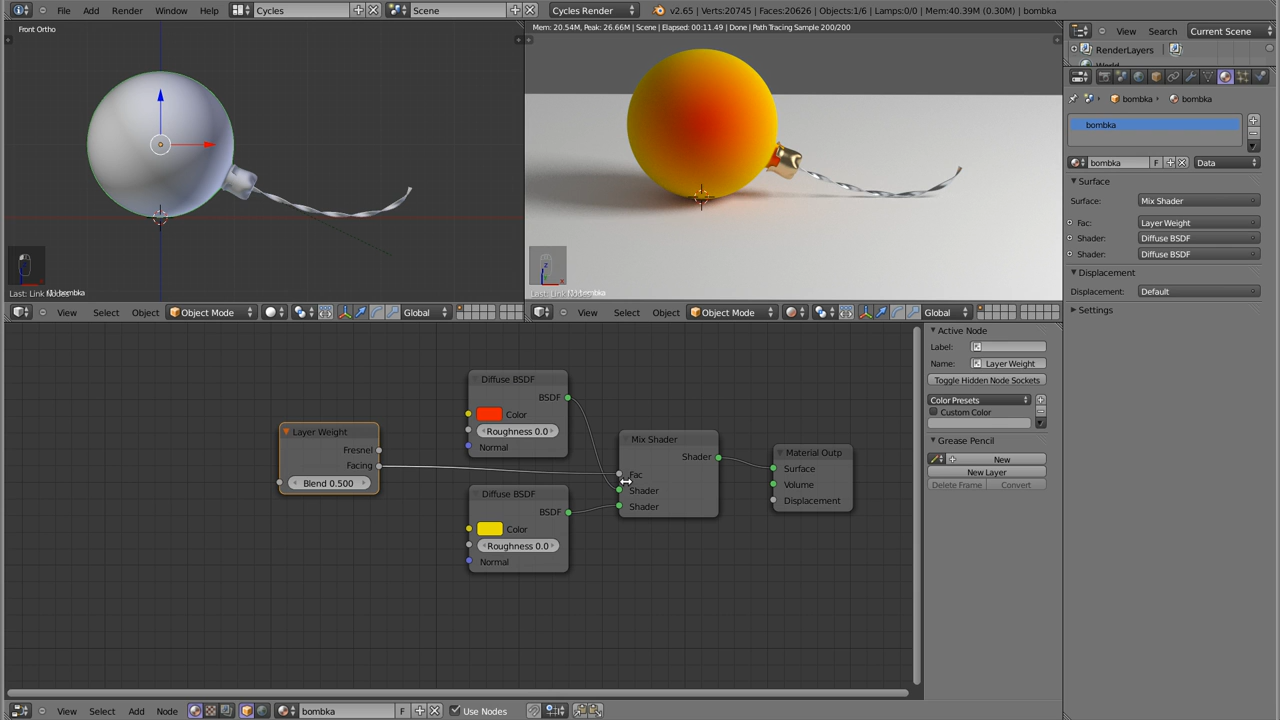 File Add Render Window Help Cycles Scene Cycles Render v2.65 | Verts:20745 | Faces:20626 | Objects:1/6 | Lamps:0/0 | Mem:40.39M (0.30M) | bombka
Front Ortho
Mem: 20.54M, Peak: 26.66M | Scene | Elapsed: 00:11.49 | Done | Path Tracing Sample 200/200
View Search Current Scene
RenderLayers
bombka bombka
bombka
bombka F Data
Surface
Surface: Mix Shader
Fac: Layer Weight
Shader: Diffuse BSDF
Shader: Diffuse BSDF
Displacement
Displacement: Default
Settings
Last: Link
bombka
Last: Link
bombka
View Select Object Object Mode Global
View Select Object Object Mode Global
Diffuse BSDF
BSDF
Color
Roughness 0.0
Normal
Layer Weight
Fresnel
Facing
Blend 0.500
Diffuse BSDF
BSDF
Color
Roughness 0.0
Normal
Mix Shader
Shader
Fac
Shader
Shader
Material Outp
Surface
Volume
Displacement
Active Node
Label:
Name: Layer Weight
Toggle Hidden Node Sockets
Color Presets
Custom Color
Grease Pencil
New
New Layer
Delete Frame Convert
View Select Add Node bombka F Use Nodes